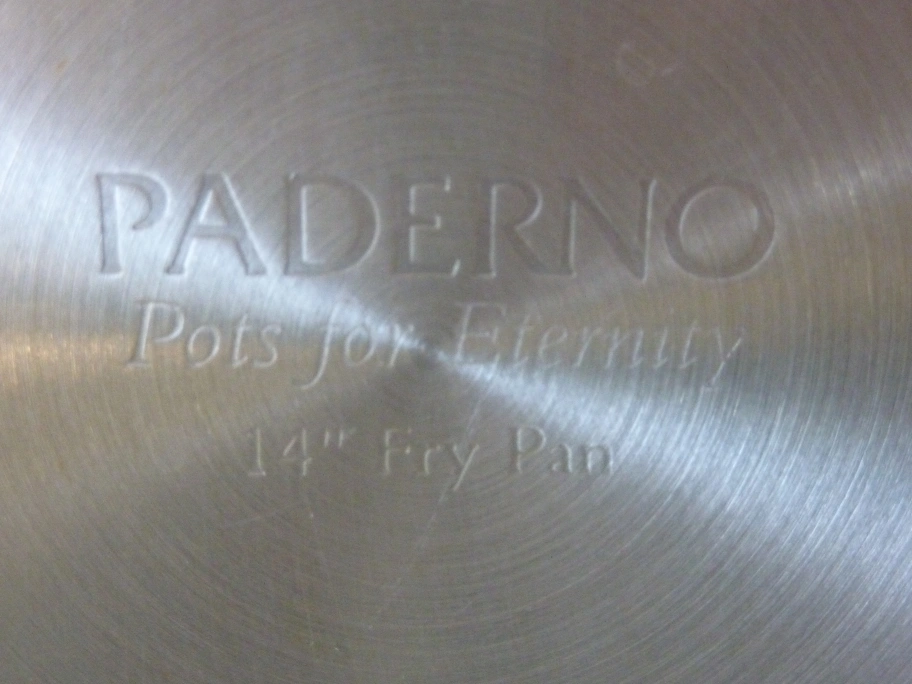 PADERNO
Pots for Eternity
14" Fry Pan